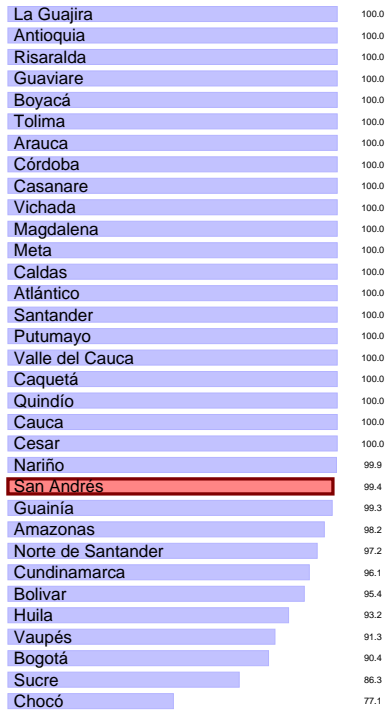 La Guajira 100.0
Antioquia 100.0
Risaralda 100.0
Guaviare 100.0
Boyacá 100.0
Tolima 100.0
Arauca 100.0
Córdoba 100.0
Casanare 100.0
Vichada 100.0
Magdalena 100.0
Meta 100.0
Caldas 100.0
Atlántico 100.0
Santander 100.0
Putumayo 100.0
Valle del Cauca 100.0
Caquetá 100.0
Quindío 100.0
Cauca 100.0
Cesar 100.0
Nariño 99.9
San Andrés 99.4
Guainía 99.3
Amazonas 98.2
Norte de Santander 97.2
Cundinamarca 96.1
Bolivar 95.4
Huila 93.2
Vaupés 91.3
Bogotá 90.4
Sucre 86.3
Chocó 77.1